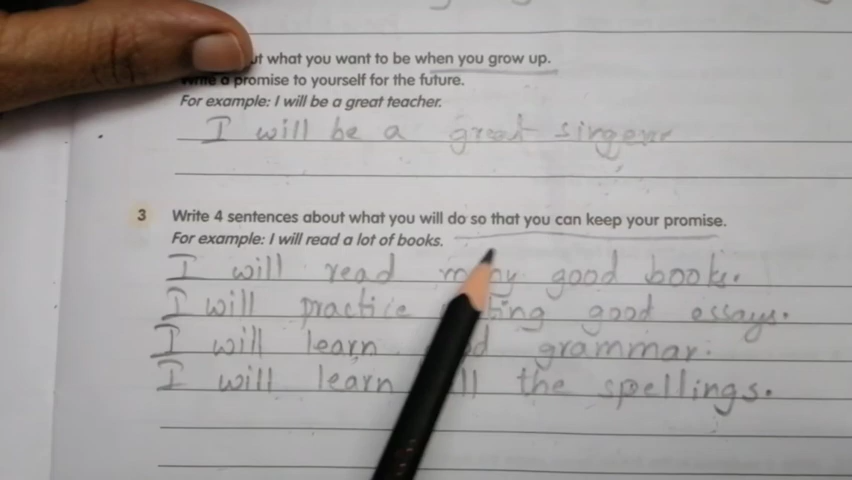 what you want to be when you grow up.
Write a promise to yourself for the future.
For example: I will be a great teacher.
I will be a great
3 Write 4 sentences about what you will do so that you can keep your promise.
For example: I will read a lot of books.
I will read many good books.
I will practice good essays.
I will learn grammar.
I will learn the spellings.